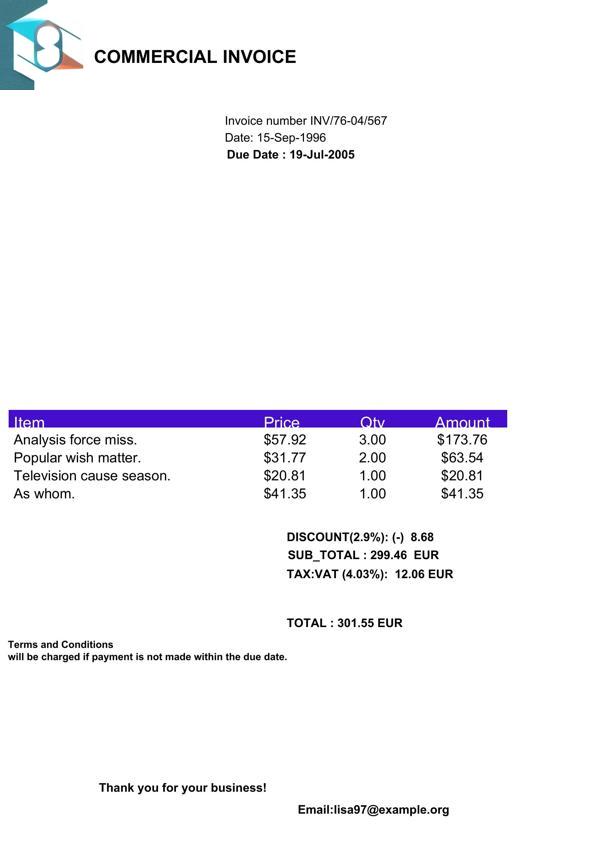 COMMERCIAL INVOICE
Invoice number INV/76-04/567
Date: 15-Sep-1996
Due Date : 19-Jul-2005
Item Price Qty Amount
Analysis force miss. $57.92 3.00 $173.76
Popular wish matter. $31.77 2.00 $63.54
Television cause season. $20.81 1.00 $20.81
As whom. $41.35 1.00 $41.35
DISCOUNT(2.9%): (-) 8.68
SUB_TOTAL : 299.46 EUR
TAX:VAT (4.03%): 12.06 EUR
TOTAL : 301.55 EUR
Terms and Conditions
will be charged if payment is not made within the due date.
Thank you for your business!
Email:lisa97@example.org